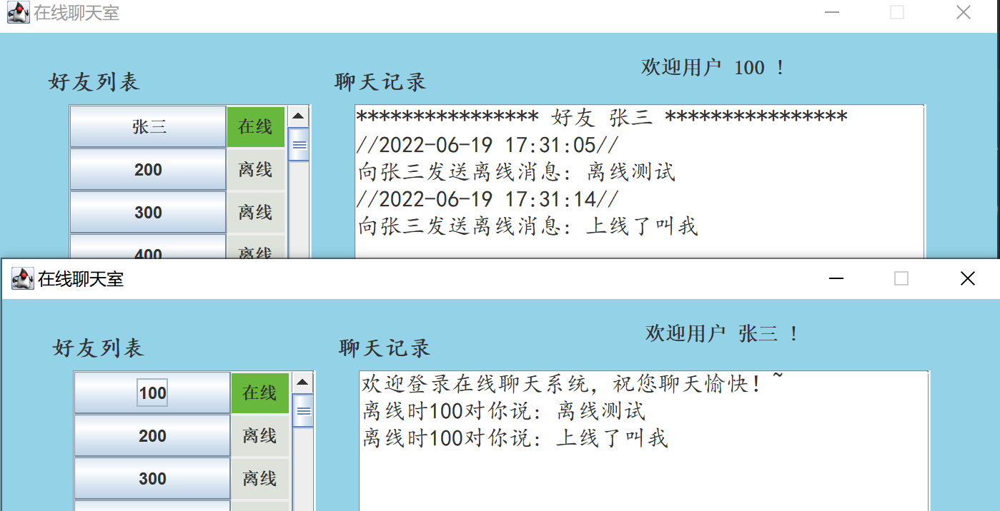 在线聊天室
欢迎用户 100 !
好友列表
聊天记录
张三 在线
200 离线
300 离线
400 离线
**************** 好友 张三 ****************
//2022-06-19 17:31:05//
向张三发送离线消息: 离线测试
//2022-06-19 17:31:14//
向张三发送离线消息: 上线了叫我
在线聊天室
欢迎用户 张三 !
好友列表
聊天记录
100 在线
200 离线
300 离线
欢迎登录在线聊天系统, 祝您聊天愉快! ~
离线时100对你说: 离线测试
离线时100对你说: 上线了叫我